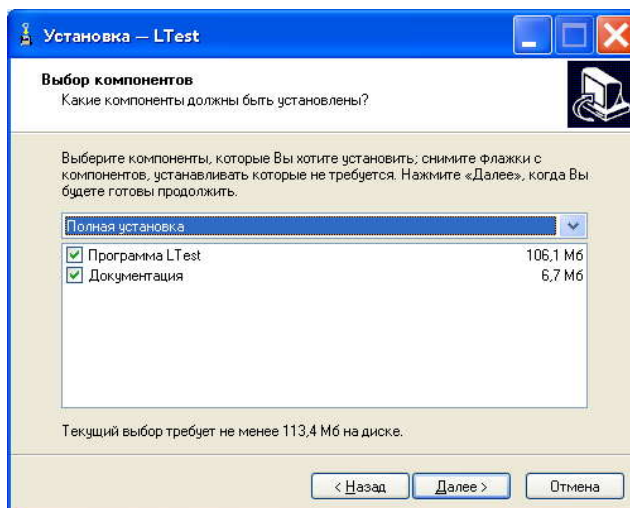 Установка — LTest
Выбор компонентов
Какие компоненты должны быть установлены?
Выберите компоненты, которые Вы хотите установить; снимите флажки с
компонентов, устанавливать которые не требуется. Нажмите «Далее», когда Вы
будете готовы продолжить.
Полная установка
Программа LTest 106,1 Мб
Документация 6,7 Мб
Текущий выбор требует не менее 113,4 Мб на диске.
< Назад Далее > Отмена